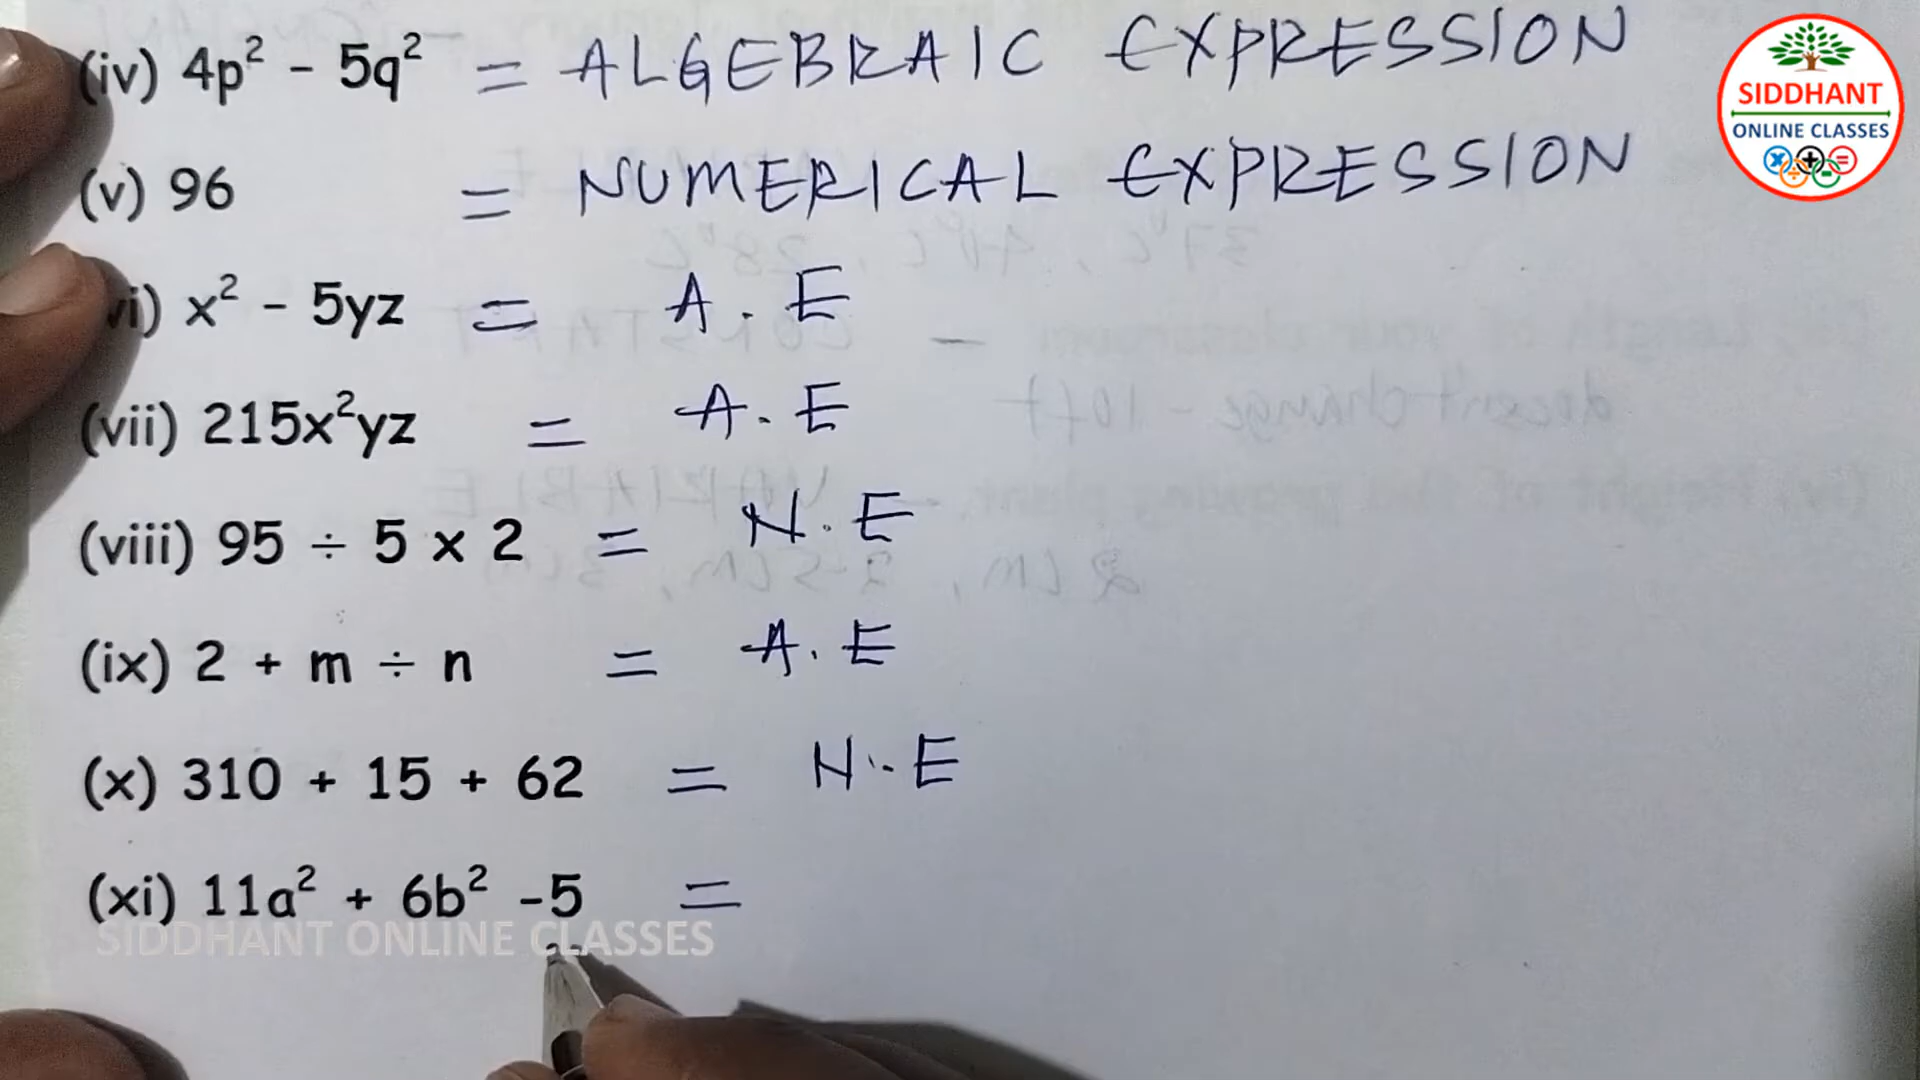 (iv) 4p² - 5q² = ALGEBRAIC EXPRESSION
(v) 96 = NUMERICAL EXPRESSION
vi) x² - 5yz = A.E
(vii) 215x²yz = A.E
(viii) 95 ÷ 5 x 2 = N.E
(ix) 2 + m ÷ n = A.E
(x) 310 + 15 + 62 = N.E
(xi) 11a² + 6b² -5 =
SIDDHANT ONLINE CLASSES
SIDDHANT
ONLINE CLASSES